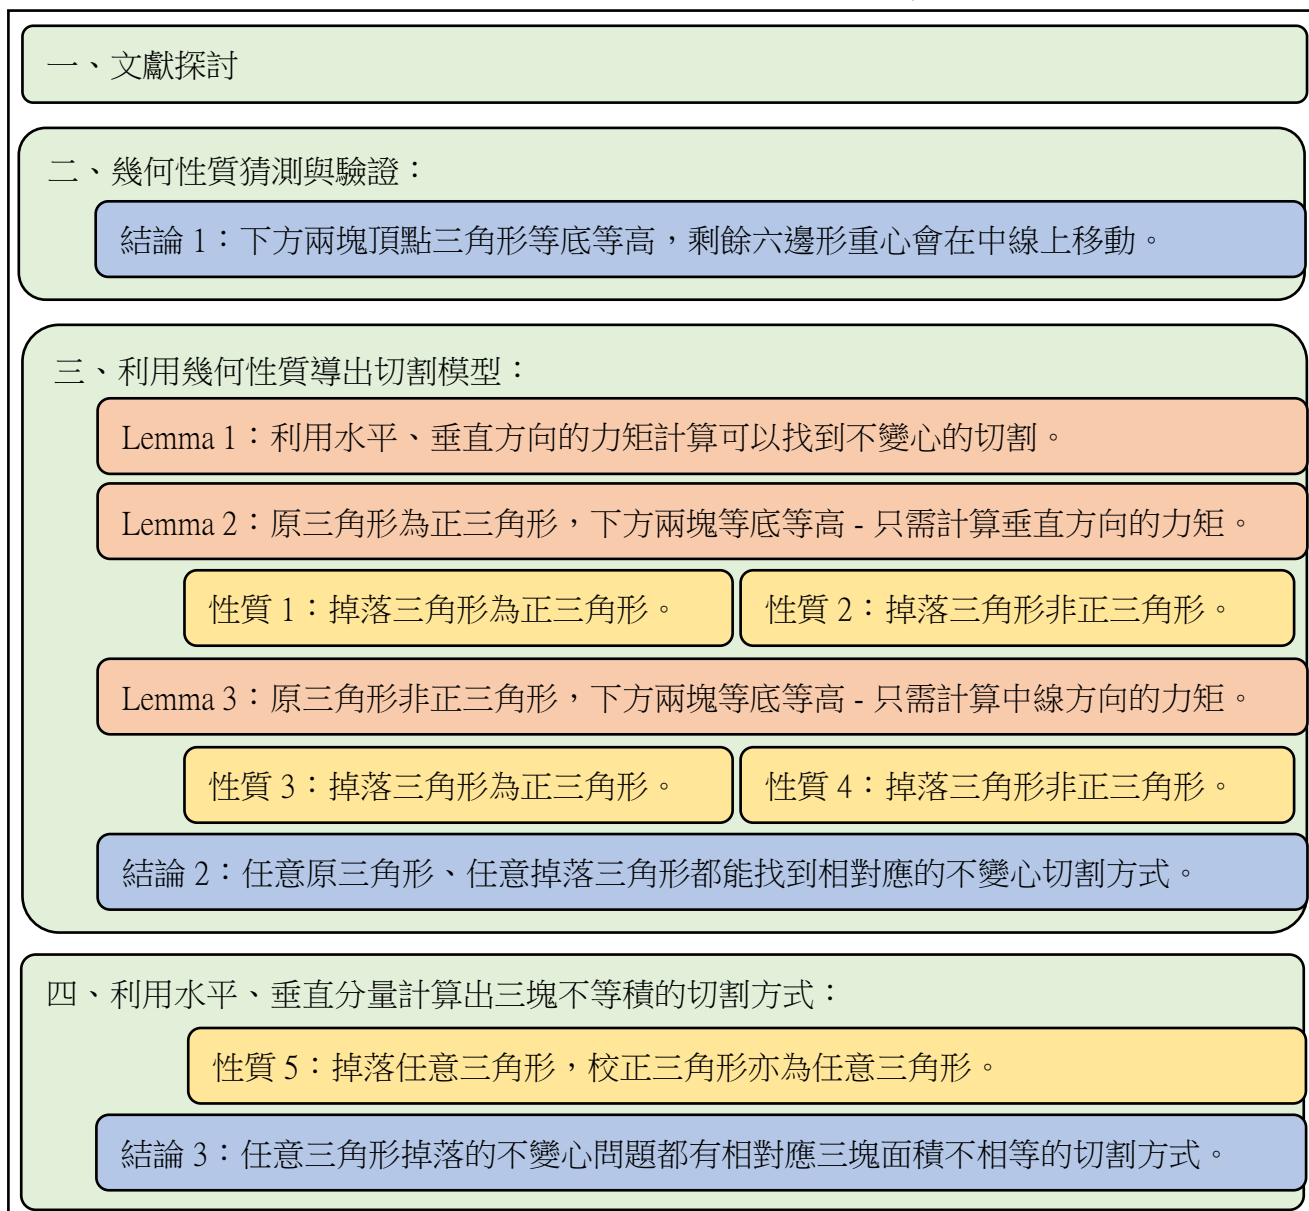 一、文獻探討
二、幾何性質猜測與驗證：
結論 1：下方兩塊頂點三角形等底等高，剩餘六邊形重心會在中線上移動。
三、利用幾何性質導出切割模型：
Lemma 1：利用水平、垂直方向的力矩計算可以找到不變心的切割。
Lemma 2：原三角形為正三角形，下方兩塊等底等高 - 只需計算垂直方向的力矩。
性質 1：掉落三角形為正三角形。
性質 2：掉落三角形非正三角形。
Lemma 3：原三角形非正三角形，下方兩塊等底等高 - 只需計算中線方向的力矩。
性質 3：掉落三角形為正三角形。
性質 4：掉落三角形非正三角形。
結論 2：任意原三角形、任意掉落三角形都能找到相對應的不變心切割方式。
四、利用水平、垂直分量計算出三塊不等積的切割方式：
性質 5：掉落任意三角形，校正三角形亦為任意三角形。
結論 3：任意三角形掉落的不變心問題都有相對應三塊面積不相等的切割方式。